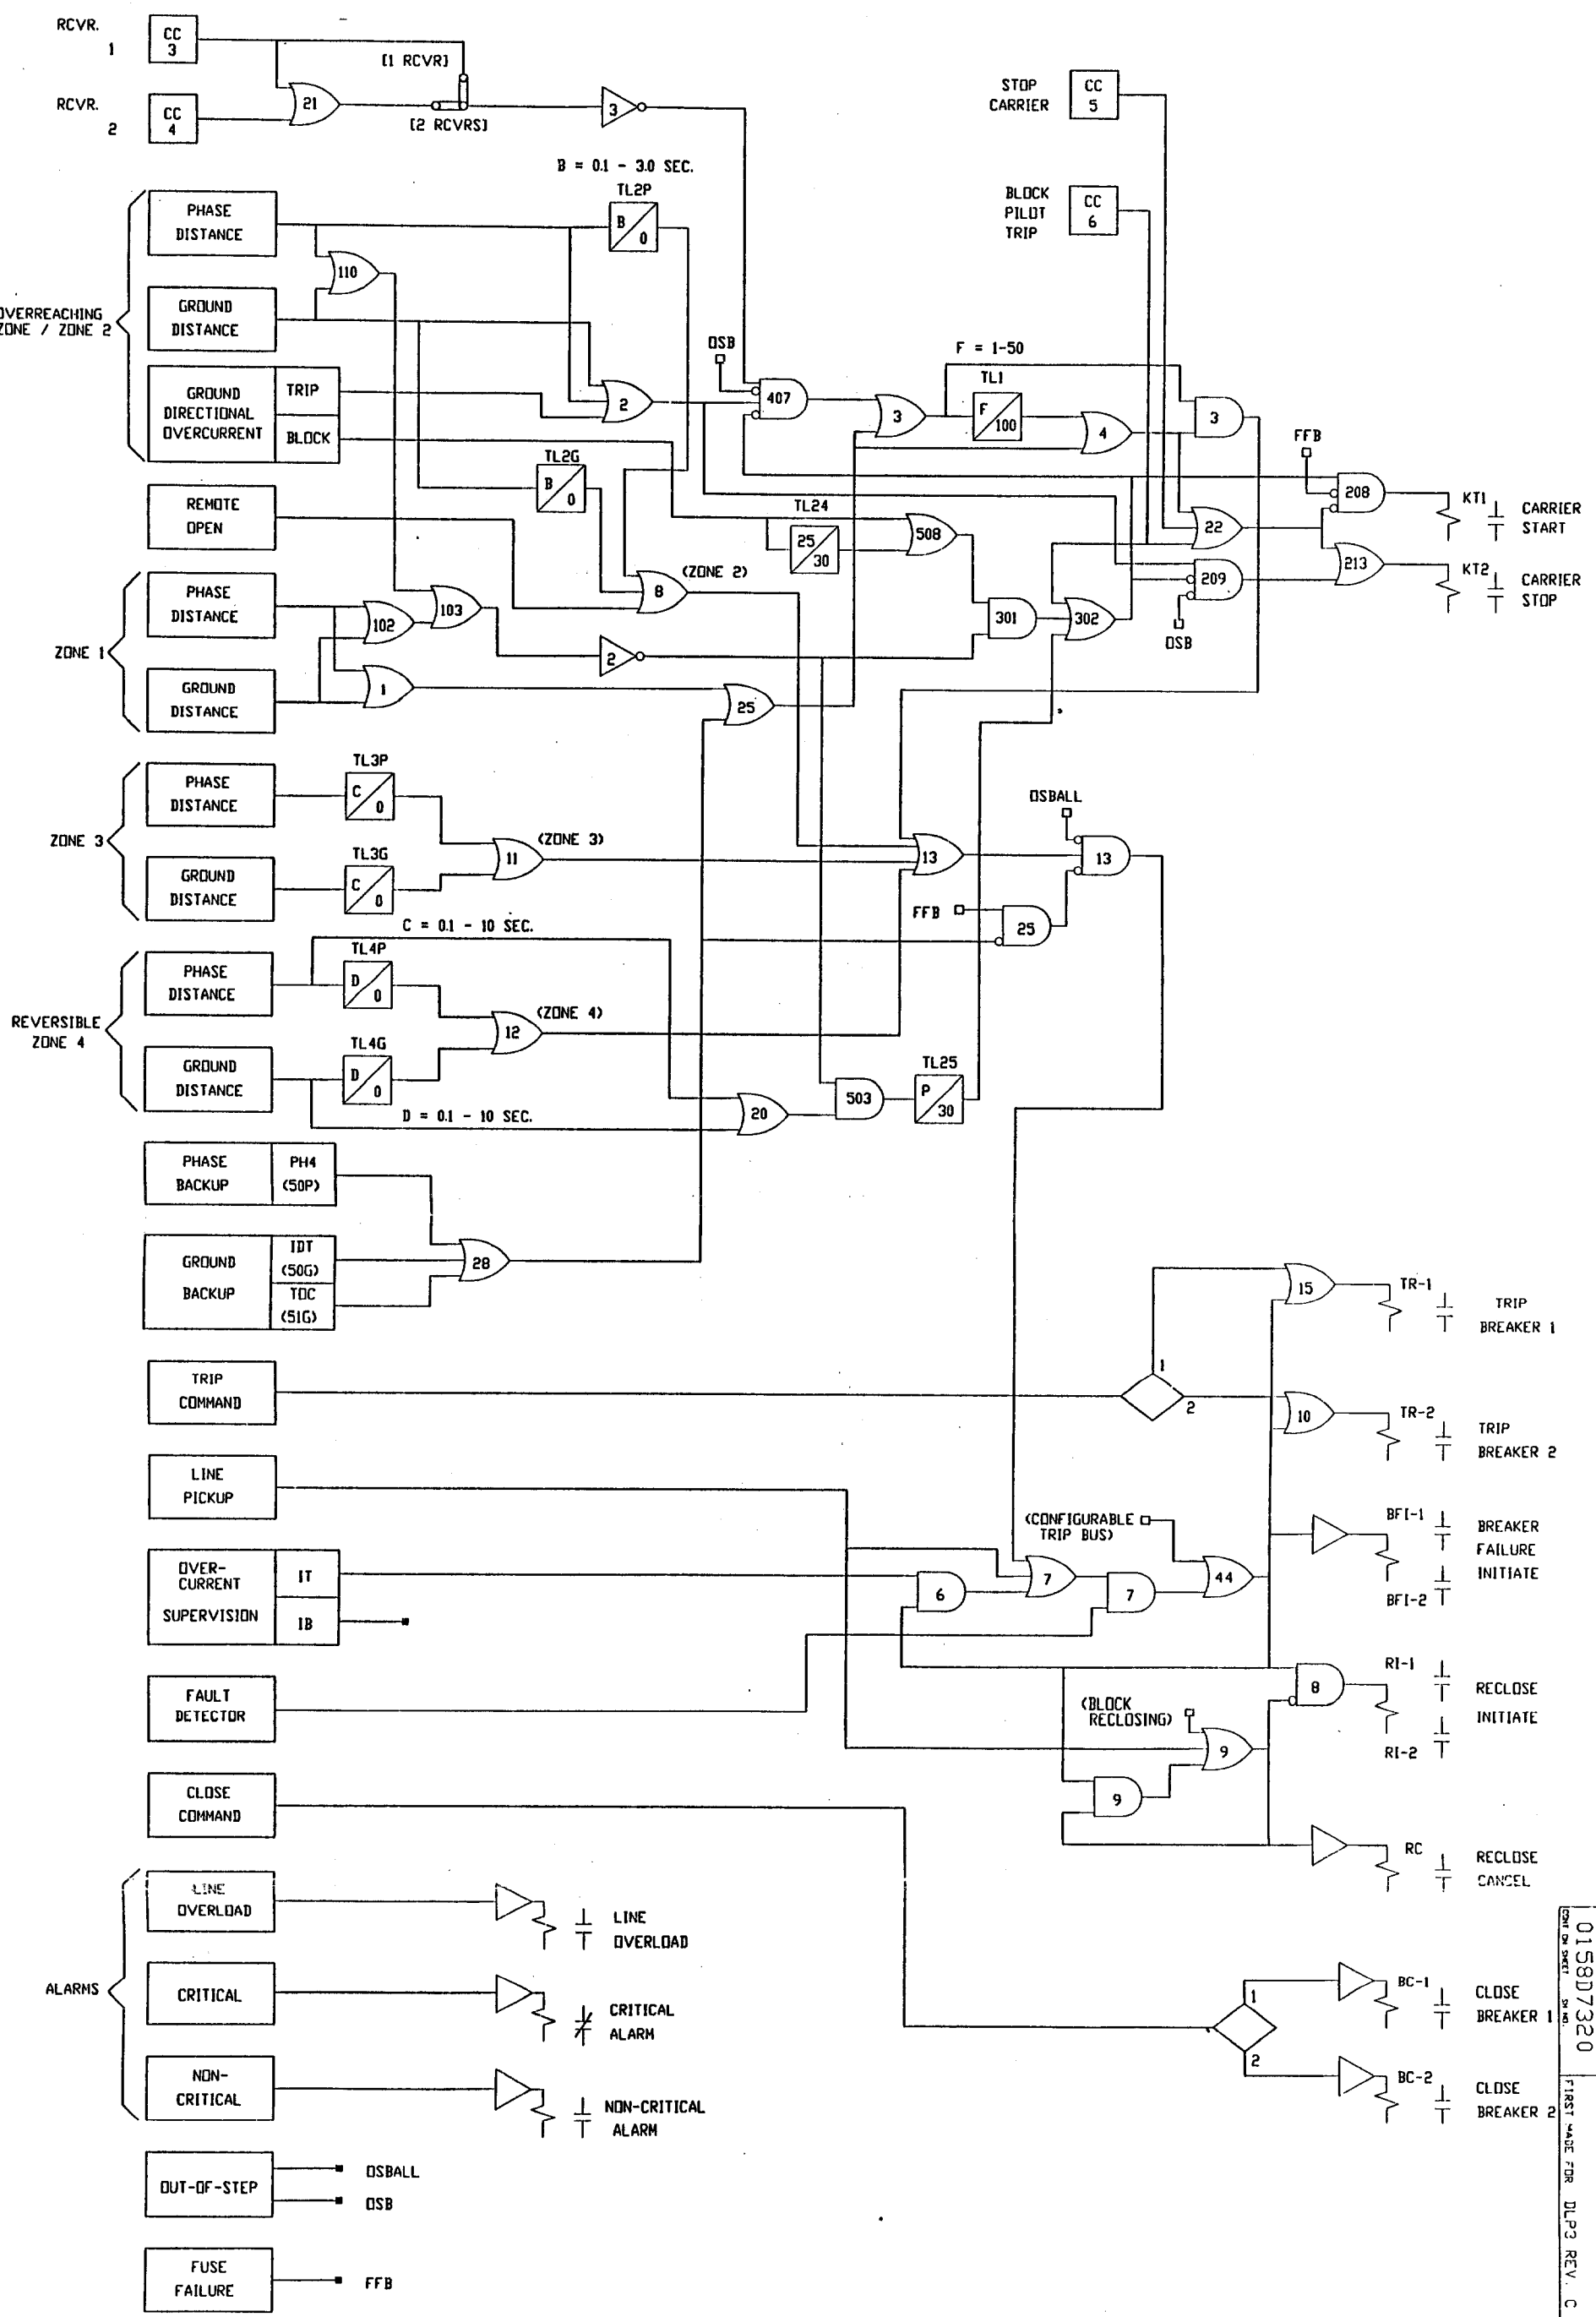 RCVR.
1
CC
3
[1 RCVR]
RCVR.
2
CC
4
21
[2 RCVRS]
3
STOP
CARRIER
CC
5
B = 0.1 - 3.0 SEC.
BLOCK
PILOT
TRIP
CC
6
OVERREACHING
ZONE / ZONE 2
PHASE
DISTANCE
TL2P
B
0
110
GROUND
DISTANCE
GROUND
DIRECTIONAL
OVERCURRENT
TRIP
BLOCK
2
OSB
407
3
F = 1-50
TL1
F
100
4
3
FFB
208
KT1
CARRIER
START
TL2G
B
0
TL24
25
30
508
22
REMOTE
OPEN
8
(ZONE 2)
209
OSB
213
KT2
CARRIER
STOP
ZONE 1
PHASE
DISTANCE
102
103
2
301
302
GROUND
DISTANCE
1
25
ZONE 3
PHASE
DISTANCE
TL3P
C
0
GROUND
DISTANCE
TL3G
C
0
11
(ZONE 3)
C = 0.1 - 10 SEC.
OSBALL
13
13
FFB
25
REVERSIBLE
ZONE 4
PHASE
DISTANCE
TL4P
D
0
12
(ZONE 4)
GROUND
DISTANCE
TL4G
D
0
D = 0.1 - 10 SEC.
20
503
TL25
P
30
PHASE
BACKUP
PH4
(50P)
GROUND
BACKUP
IDT
(50G)
TOC
(51G)
28
15
TR-1
TRIP
BREAKER 1
TRIP
COMMAND
1
2
10
TR-2
TRIP
BREAKER 2
LINE
PICKUP
(CONFIGURABLE
TRIP BUS)
BFI-1
BREAKER
FAILURE
INITIATE
BFI-2
OVER-
CURRENT
SUPERVISION
IT
IB
6
7
7
44
FAULT
DETECTOR
(BLOCK
RECLOSING)
9
9
8
RI-1
RECLOSE
INITIATE
RI-2
CLOSE
COMMAND
RC
RECLOSE
CANCEL
ALARMS
LINE
OVERLOAD
LINE
OVERLOAD
CRITICAL
CRITICAL
ALARM
NON-
CRITICAL
NON-CRITICAL
ALARM
1
2
BC-1
CLOSE
BREAKER 1
BC-2
CLOSE
BREAKER 2
OUT-OF-STEP
OSBALL
OSB
FUSE
FAILURE
FFB
0158D7320
CONT ON SHEET SH NO.
FIRST MADE FOR DLP3 REV. C